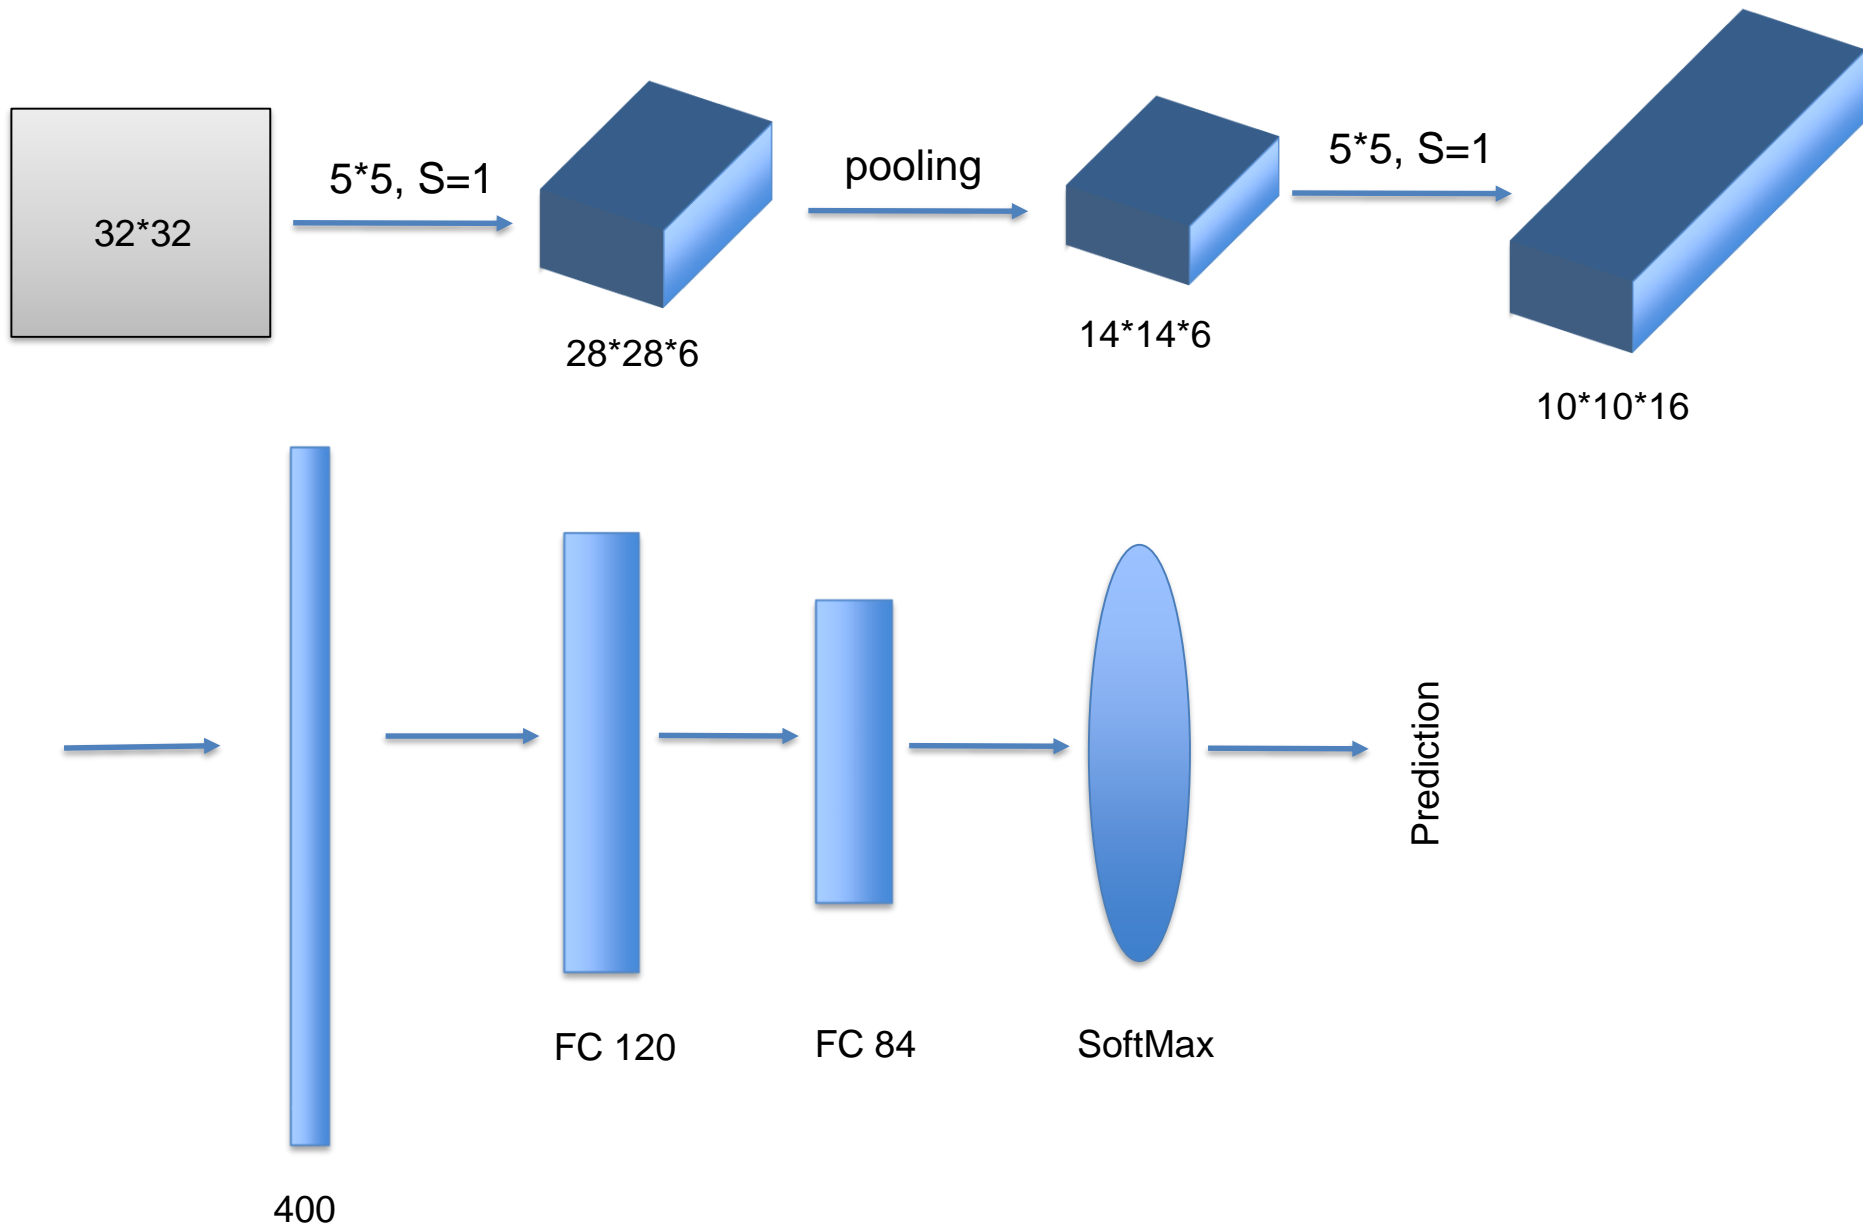 32*32
5*5, S=1
28*28*6
pooling
14*14*6
5*5, S=1
10*10*16
400
FC 120
FC 84
SoftMax
Prediction